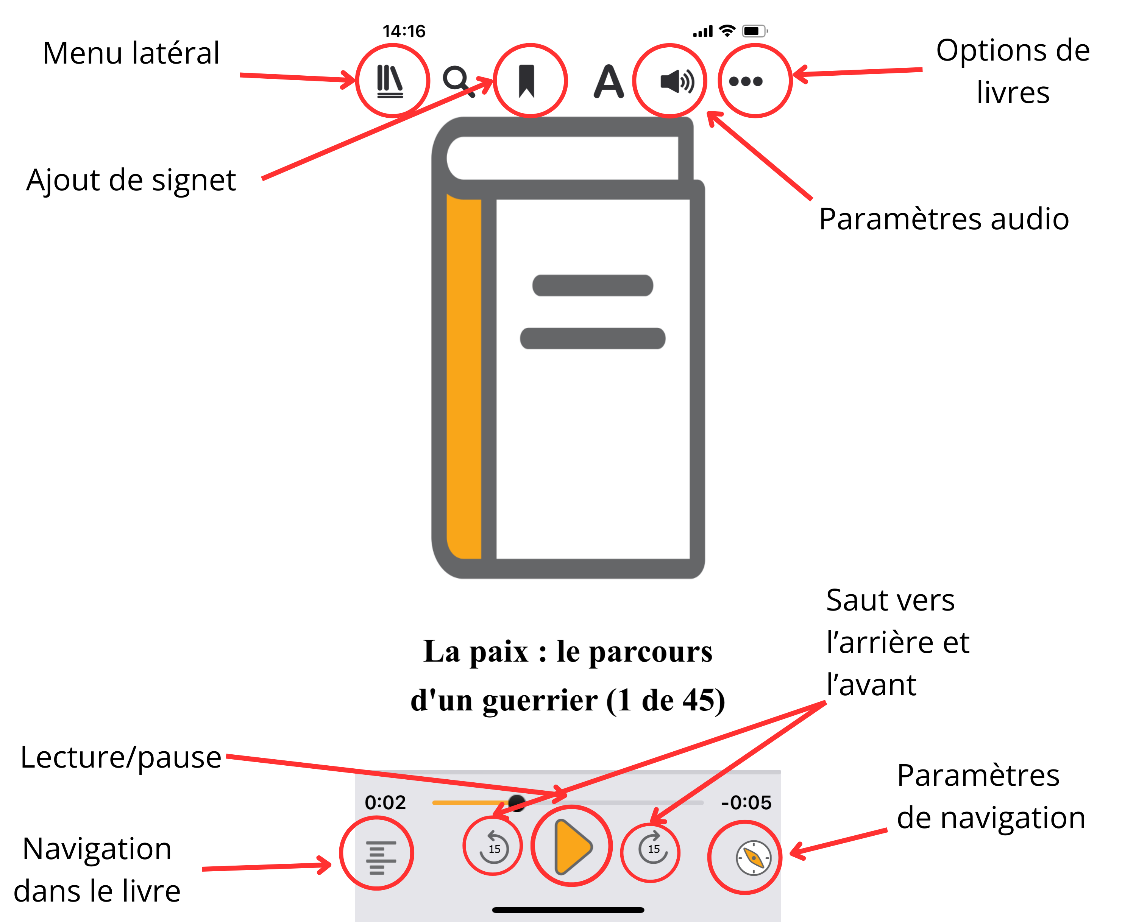 14:16
Menu latéral
Options de
livres
Ajout de signet
Paramètres audio
Saut vers
l’arrière et
l’avant
La paix : le parcours
d'un guerrier (1 de 45)
Lecture/pause
Paramètres
de navigation
0:02
-0:05
Navigation
dans le livre
15
15